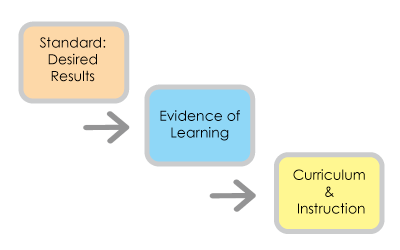 Standard:
Desired
Results
Evidence of
Learning
Curriculum
&
Instruction